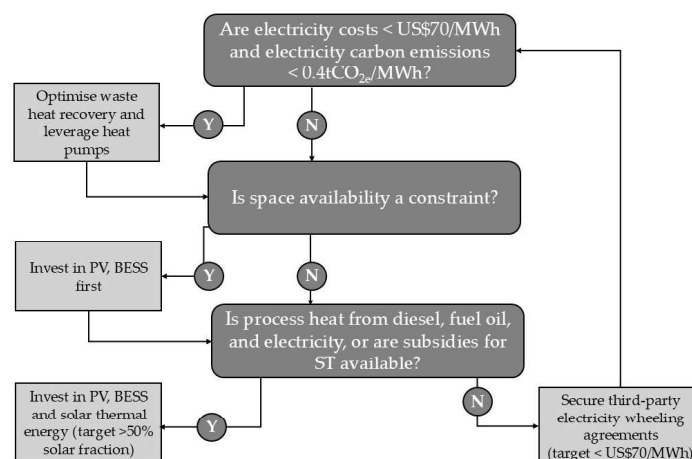 Are electricity costs < US$70/MWh
and electricity carbon emissions
< 0.4tCO2e/MWh?
Optimise waste
heat recovery and
leverage heat
pumps
Y
N
Is space availability a constraint?
Invest in PV, BESS
first
Y
N
Is process heat from diesel, fuel oil,
and electricity, or are subsidies for
ST available?
Invest in PV, BESS
and solar thermal
energy (target >50%
solar fraction)
Y
N
Secure third-party
electricity wheeling
agreements
(target < US$70/MWh)